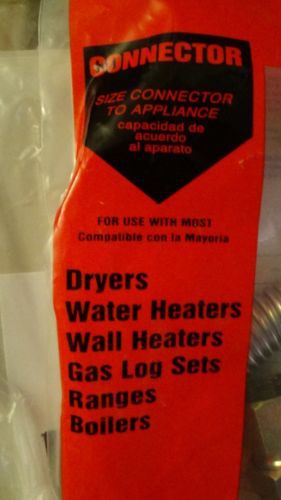 CONNECTOR
SIZE CONNECTOR
TO APPLIANCE
capacidad de
acuerdo
al aparato
FOR USE WITH MOST
Compatible con la Mayoria
Dryers
Water Heaters
Wall Heaters
Gas Log Sets
Ranges
Boilers